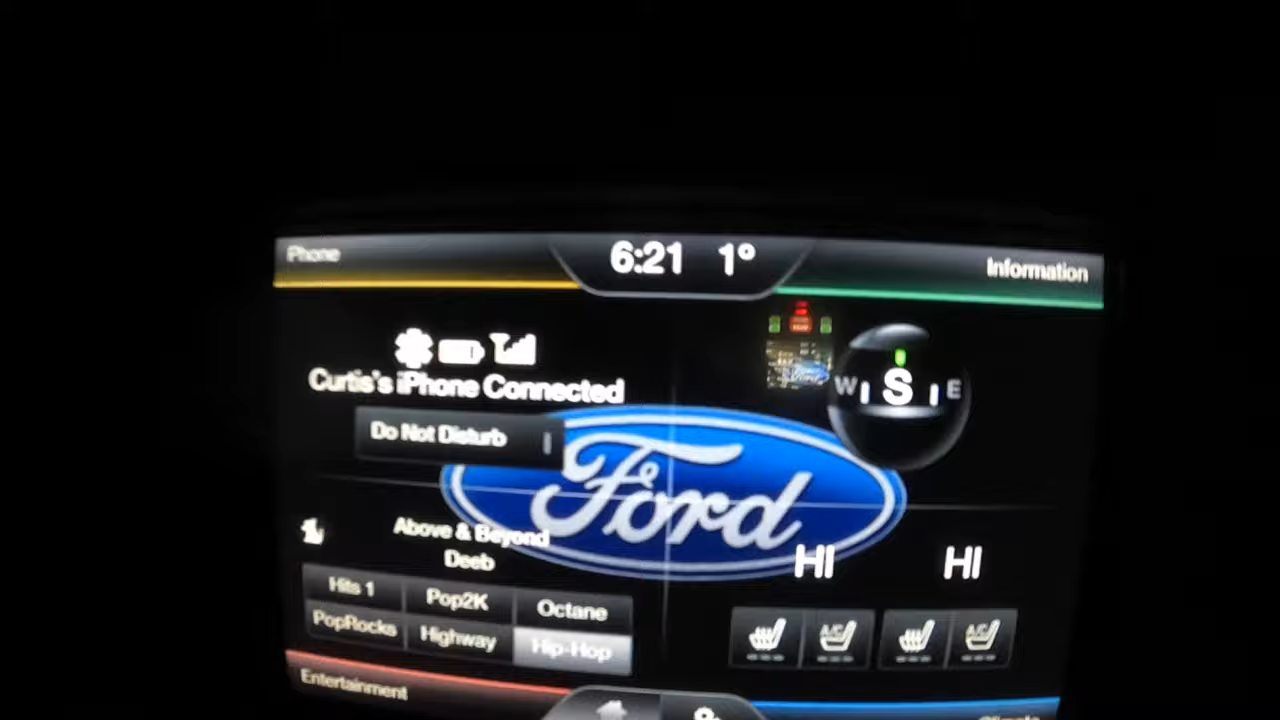 Phone
6:21 1°
Information
Curtis's iPhone Connected
Do Not Disturb
W S E
Ford
Above & Beyond
Deeb
HI HI
Hits 1 Pop2K Octane
PopRocks Highway Hip-Hop
A/C A/C
Entertainment
Climate